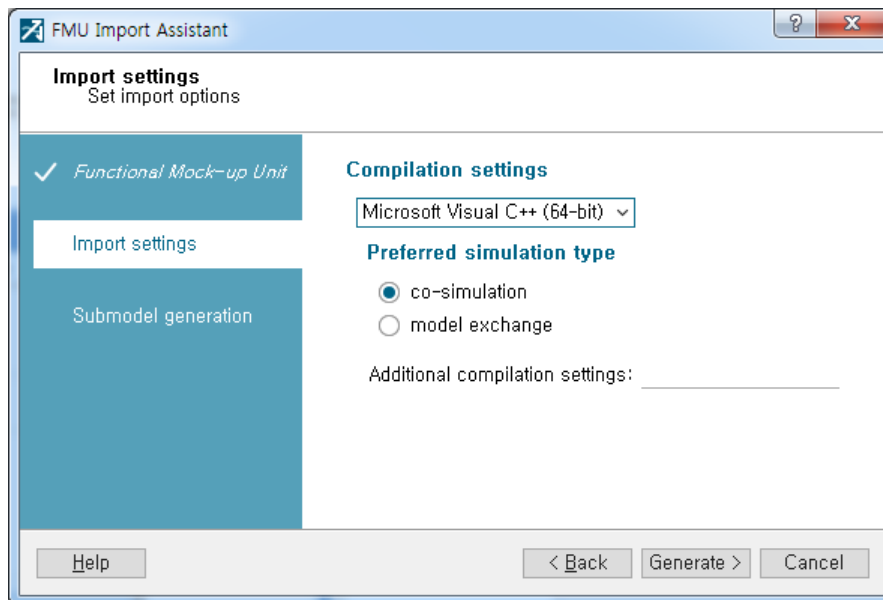 FMU Import Assistant
Import settings
Set import options
Functional Mock-up Unit
Import settings
Submodel generation
Compilation settings
Microsoft Visual C++ (64-bit)
Preferred simulation type
co-simulation
model exchange
Additional compilation settings:
Help
< Back
Generate >
Cancel